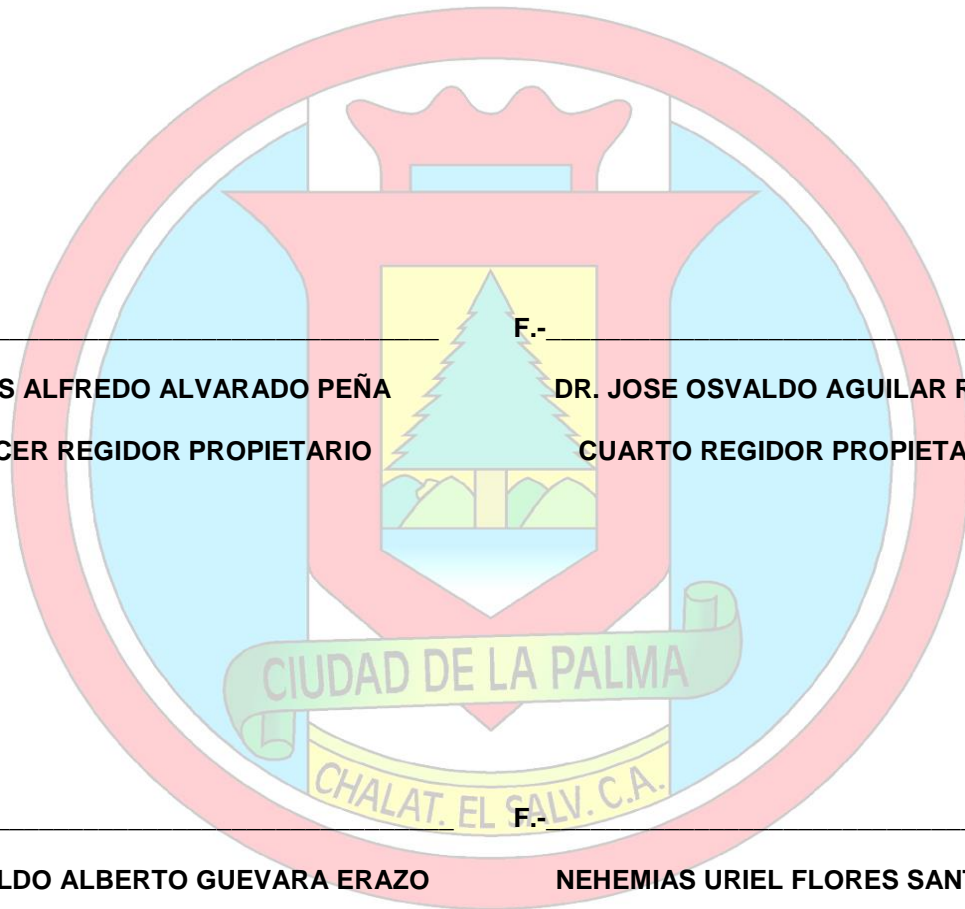 F.-
S ALFREDO ALVARADO PEÑA DR. JOSE OSVALDO AGUILAR R
CER REGIDOR PROPIETARIO CUARTO REGIDOR PROPIETA
CIUDAD DE LA PALMA
CHALAT. EL SALV. C.A.
F.-
LDO ALBERTO GUEVARA ERAZO NEHEMIAS URIEL FLORES SANT